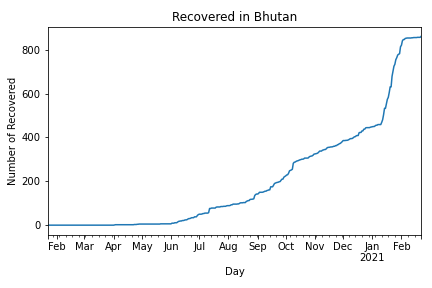 Recovered in Bhutan
Number of Recovered
800
600
400
200
0
Feb Mar Apr May Jun Jul Aug Sep Oct Nov Dec Jan Feb
2021
Day